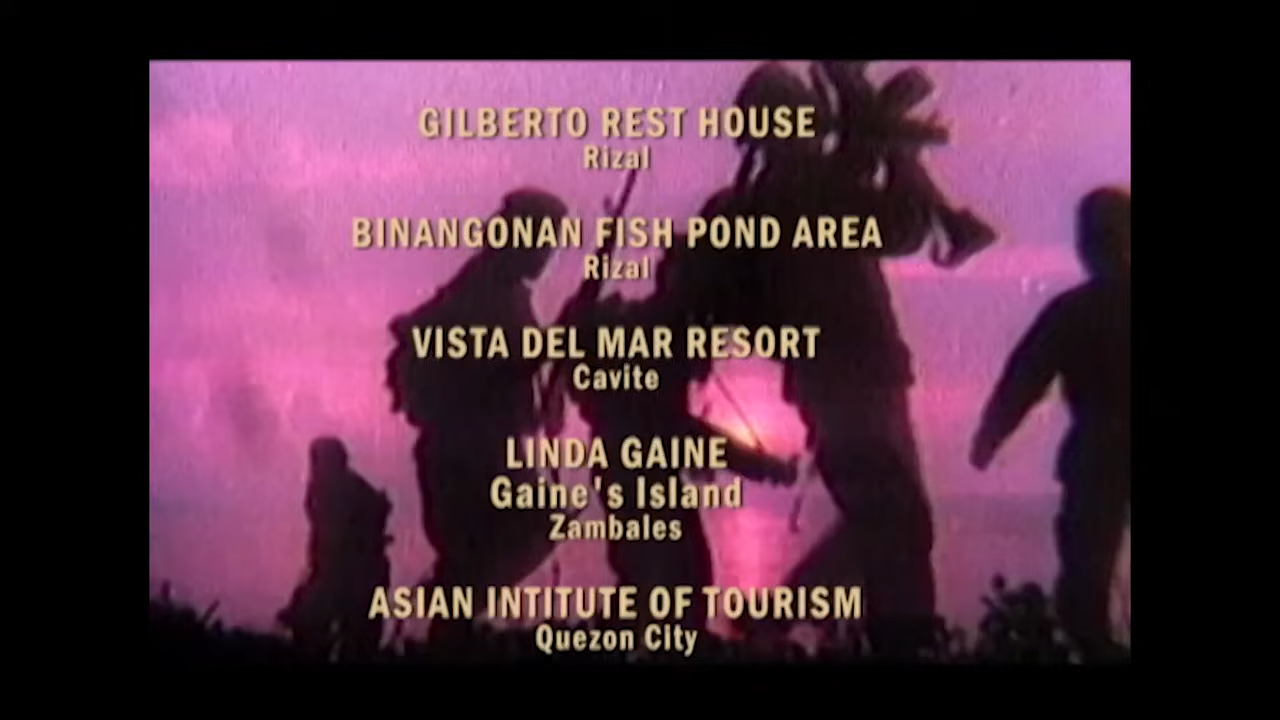 GILBERTO REST HOUSE
Rizal
BINANGONAN FISH POND AREA
Rizal
VISTA DEL MAR RESORT
Cavite
LINDA GAINE
Gaine's Island
Zambales
ASIAN INTITUTE OF TOURISM
Quezon City